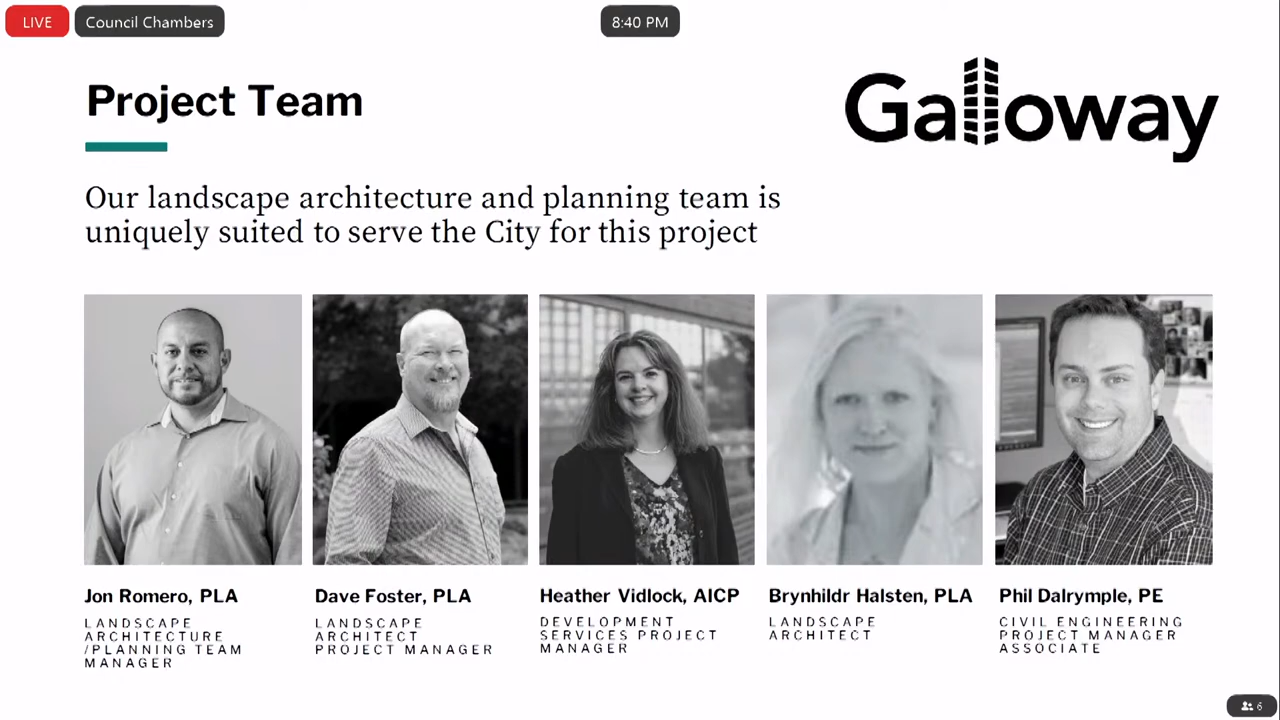 LIVE
Council Chambers
8:40 PM
Project Team
Galloway
Our landscape architecture and planning team is
uniquely suited to serve the City for this project
Jon Romero, PLA
LANDSCAPE
ARCHITECTURE
/PLANNING TEAM
MANAGER
Dave Foster, PLA
LANDSCAPE
ARCHITECT
PROJECT MANAGER
Heather Vidlock, AICP
DEVELOPMENT
SERVICES PROJECT
MANAGER
Brynhildr Halsten, PLA
LANDSCAPE
ARCHITECT
Phil Dalrymple, PE
CIVIL ENGINEERING
PROJECT MANAGER
ASSOCIATE
6